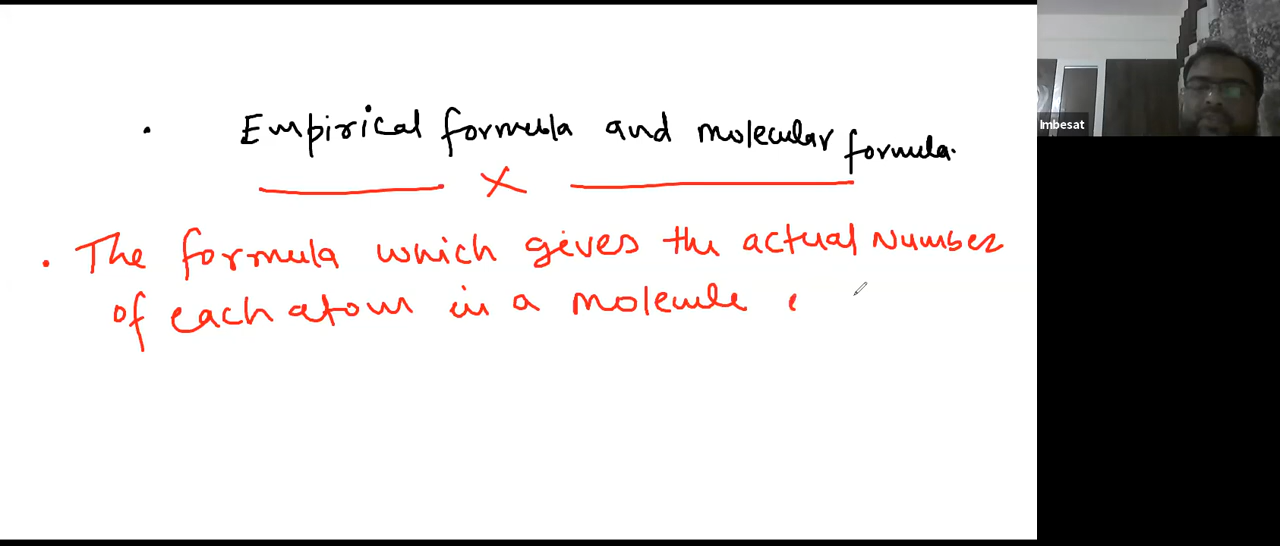 Empirical formula and molecular formula.
The formula which gives the actual Number
of each atom in a molecule
Imbesat